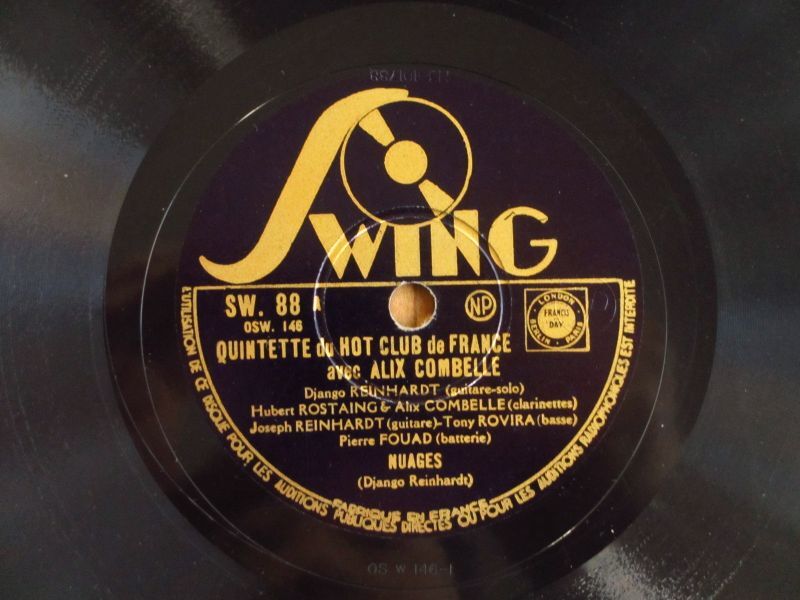 SWING
SW. 88 A
OSW. 146
NP
LONDON
FRANCIS
DAY
BERLIN PARIS
QUINTETTE du HOT CLUB de FRANCE
avec ALIX COMBELLE
Django REINHARDT (guitare-solo)
Hubert ROSTAING & Alix COMBELLE (clarinettes)
Joseph REINHARDT (guitare)-Tony ROVIRA (basse)
Pierre FOUAD (batterie)
NUAGES
(Django Reinhardt)
FABRIQUÉ EN FRANCE
L'UTILISATION DE CE DISQUE POUR LES AUDITIONS PUBLIQUES DIRECTES OU POUR LES AUDITIONS RADIOPHONIQUES EST INTERDITE
OS W 146-1